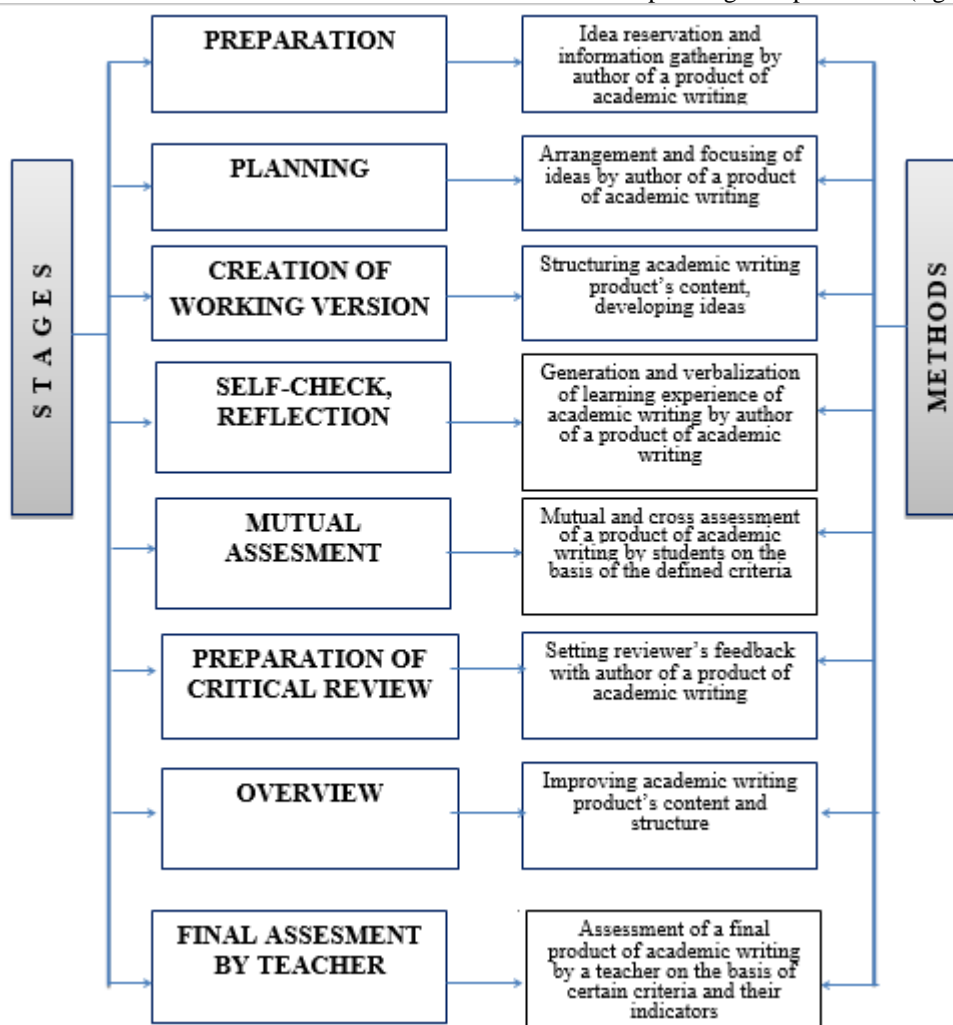 PREPARATION
Idea reservation and
information gathering by
author of a product of
academic writing
PLANNING
Arrangement and focusing of
ideas by author of a product
of academic writing
STAGES
CREATION OF
WORKING VERSION
Structuring academic writing
product's content,
developing ideas
METHODS
SELF-CHECK,
REFLECTION
Generation and verbalization
of learning experience of
academic writing by author
of a product of academic
writing
MUTUAL
ASSESMENT
Mutual and cross assessment
of a product of academic
writing by students on the
basis of the defined criteria
PREPARATION OF
CRITICAL REVIEW
Setting reviewer's feedback
with author of a product of
academic writing
OVERVIEW
Improving academic writing
product's content and
structure
FINAL ASSESMENT
BY TEACHER
Assessment of a final
product of academic writing
by a teacher on the basis of
certain criteria and their
indicators